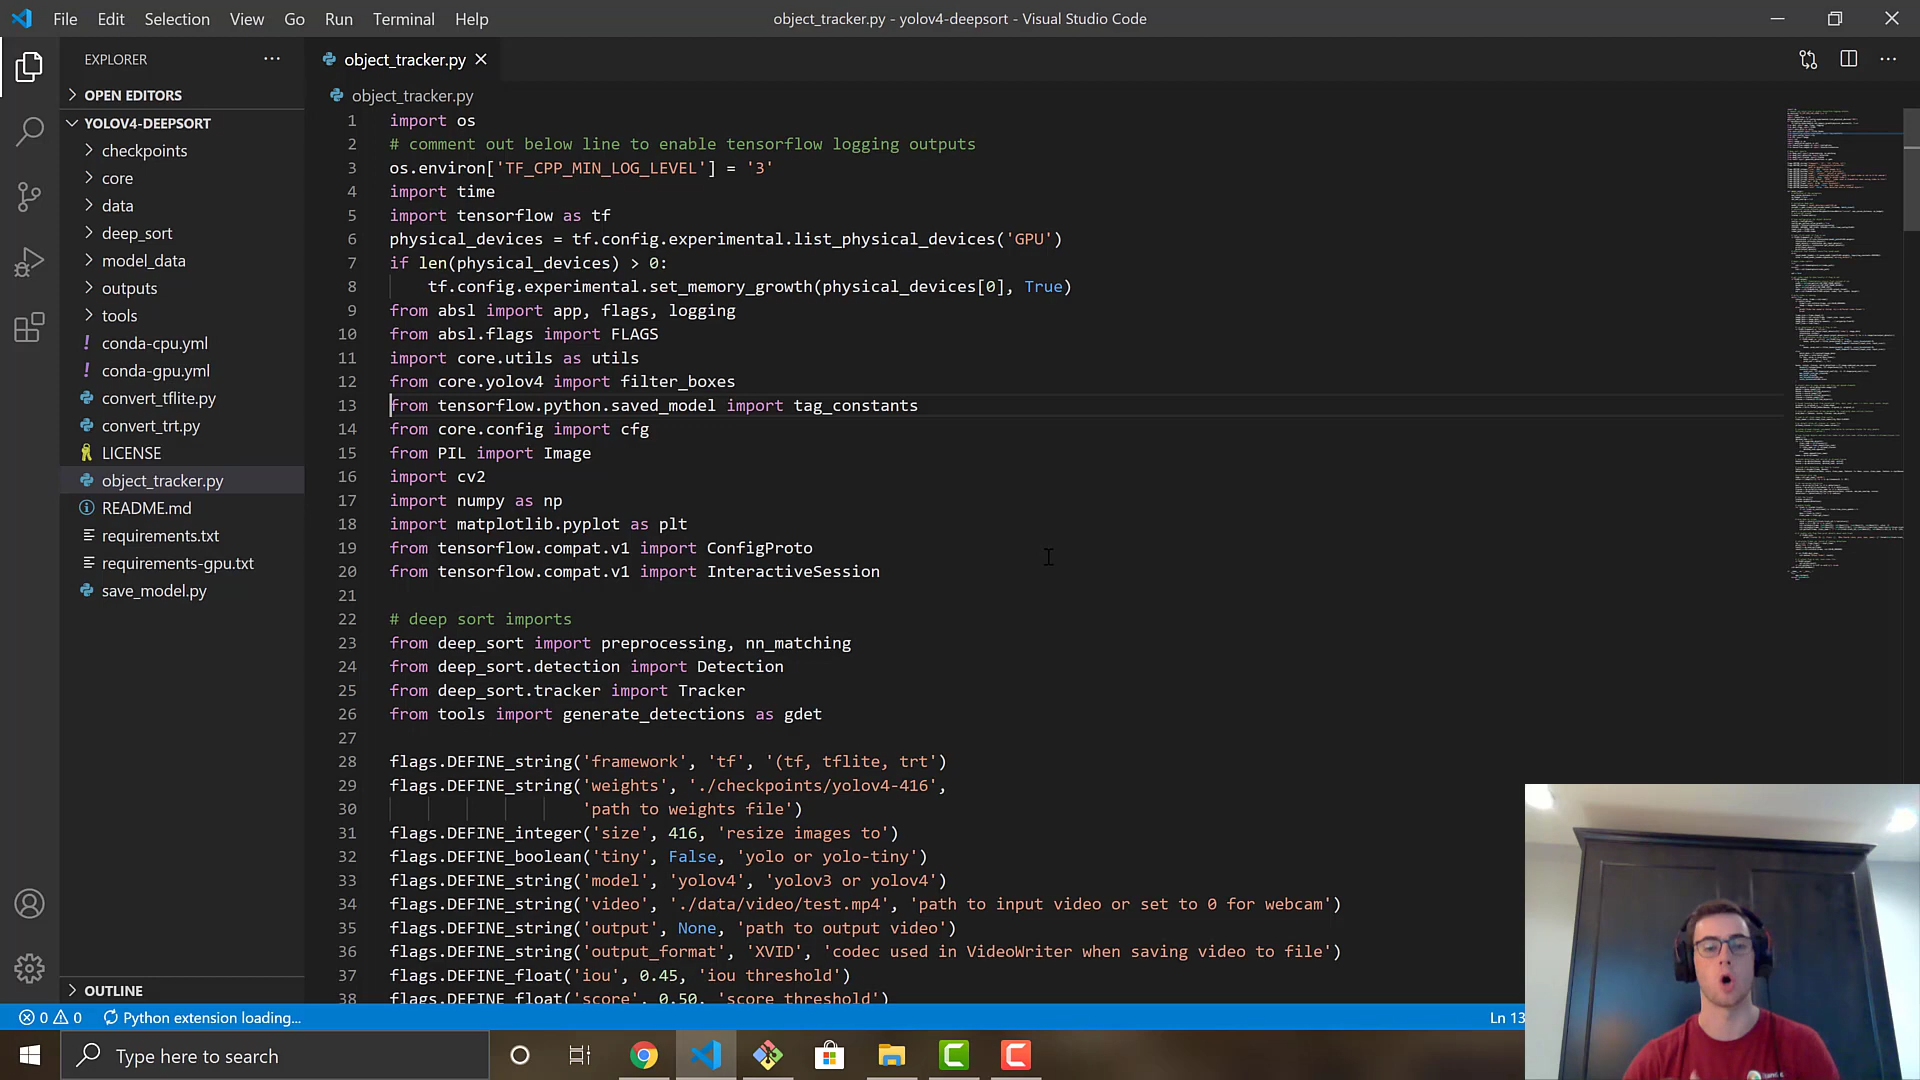 File Edit Selection View Go Run Terminal Help
object_tracker.py - yolov4-deepsort - Visual Studio Code
EXPLORER
OPEN EDITORS
YOLOV4-DEEPSORT
checkpoints
core
data
deep_sort
model_data
outputs
tools
conda-cpu.yml
conda-gpu.yml
convert_tflite.py
convert_trt.py
LICENSE
object_tracker.py
README.md
requirements.txt
requirements-gpu.txt
save_model.py
OUTLINE
object_tracker.py
object_tracker.py
1 import os
2 # comment out below line to enable tensorflow logging outputs
3 os.environ['TF_CPP_MIN_LOG_LEVEL'] = '3'
4 import time
5 import tensorflow as tf
6 physical_devices = tf.config.experimental.list_physical_devices('GPU')
7 if len(physical_devices) > 0:
8 tf.config.experimental.set_memory_growth(physical_devices[0], True)
9 from absl import app, flags, logging
10 from absl.flags import FLAGS
11 import core.utils as utils
12 from core.yolov4 import filter_boxes
13 from tensorflow.python.saved_model import tag_constants
14 from core.config import cfg
15 from PIL import Image
16 import cv2
17 import numpy as np
18 import matplotlib.pyplot as plt
19 from tensorflow.compat.v1 import ConfigProto
20 from tensorflow.compat.v1 import InteractiveSession
21
22 # deep sort imports
23 from deep_sort import preprocessing, nn_matching
24 from deep_sort.detection import Detection
25 from deep_sort.tracker import Tracker
26 from tools import generate_detections as gdet
27
28 flags.DEFINE_string('framework', 'tf', '(tf, tflite, trt')
29 flags.DEFINE_string('weights', './checkpoints/yolov4-416',
30 'path to weights file')
31 flags.DEFINE_integer('size', 416, 'resize images to')
32 flags.DEFINE_boolean('tiny', False, 'yolo or yolo-tiny')
33 flags.DEFINE_string('model', 'yolov4', 'yolov3 or yolov4')
34 flags.DEFINE_string('video', './data/video/test.mp4', 'path to input video or set to 0 for webcam')
35 flags.DEFINE_string('output', None, 'path to output video')
36 flags.DEFINE_string('output_format', 'XVID', 'codec used in VideoWriter when saving video to file')
37 flags.DEFINE_float('iou', 0.45, 'iou threshold')
38 flags.DEFINE_float('score', 0.50, 'score threshold')
0 0 Python extension loading... Ln 13
Type here to search